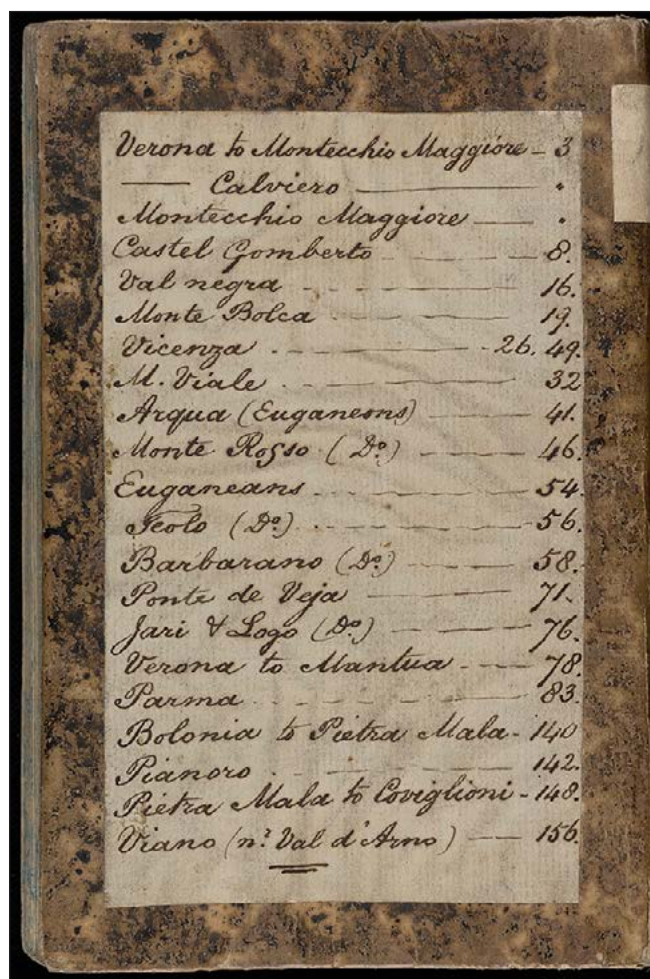 Verona to Montecchio Maggiore - 3
—— Calviero ———— "
Montecchio Maggiore —— "
Castel Gomberto - - - - 8.
Val negra - - - - 16.
Monte Bolca - - - - 19.
Vicenza - - - - 26. 49.
M. Viale - - - - 32
Arqua (Euganeons) —— 41.
Monte Rosso (Do.) - - - 46.
Euganeans - - - - 54.
Teolo (Do.) - - - - 56.
Barbarano (Do.) - - - 58.
Ponte de Veja - - - 71.
Jari & Logo (Do.) - - - 76.
Verona to Mantua - - - 78.
Parma - - - - 83.
Bolonia to Pietra Mala - 140
Pianoro - - - - 142.
Pietra Mala to Coviglioni - 148.
Viano (nr. Val d'Arno) —— 156.